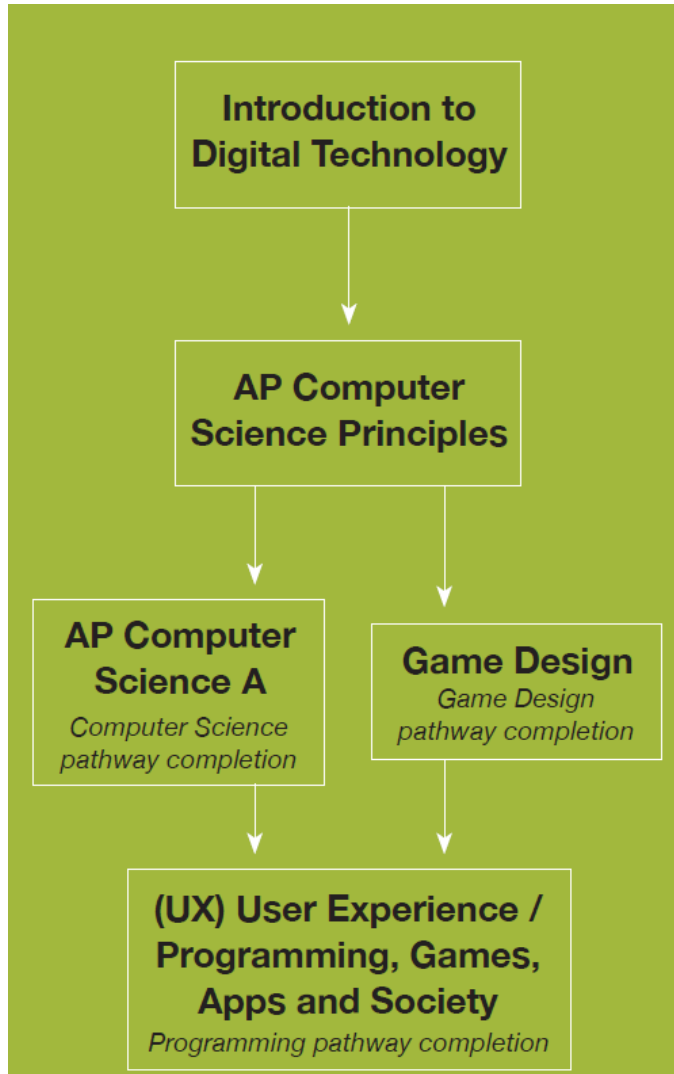 Introduction to
Digital Technology
AP Computer
Science Principles
AP Computer
Science A
Computer Science
pathway completion
Game Design
Game Design
pathway completion
(UX) User Experience /
Programming, Games,
Apps and Society
Programming pathway completion